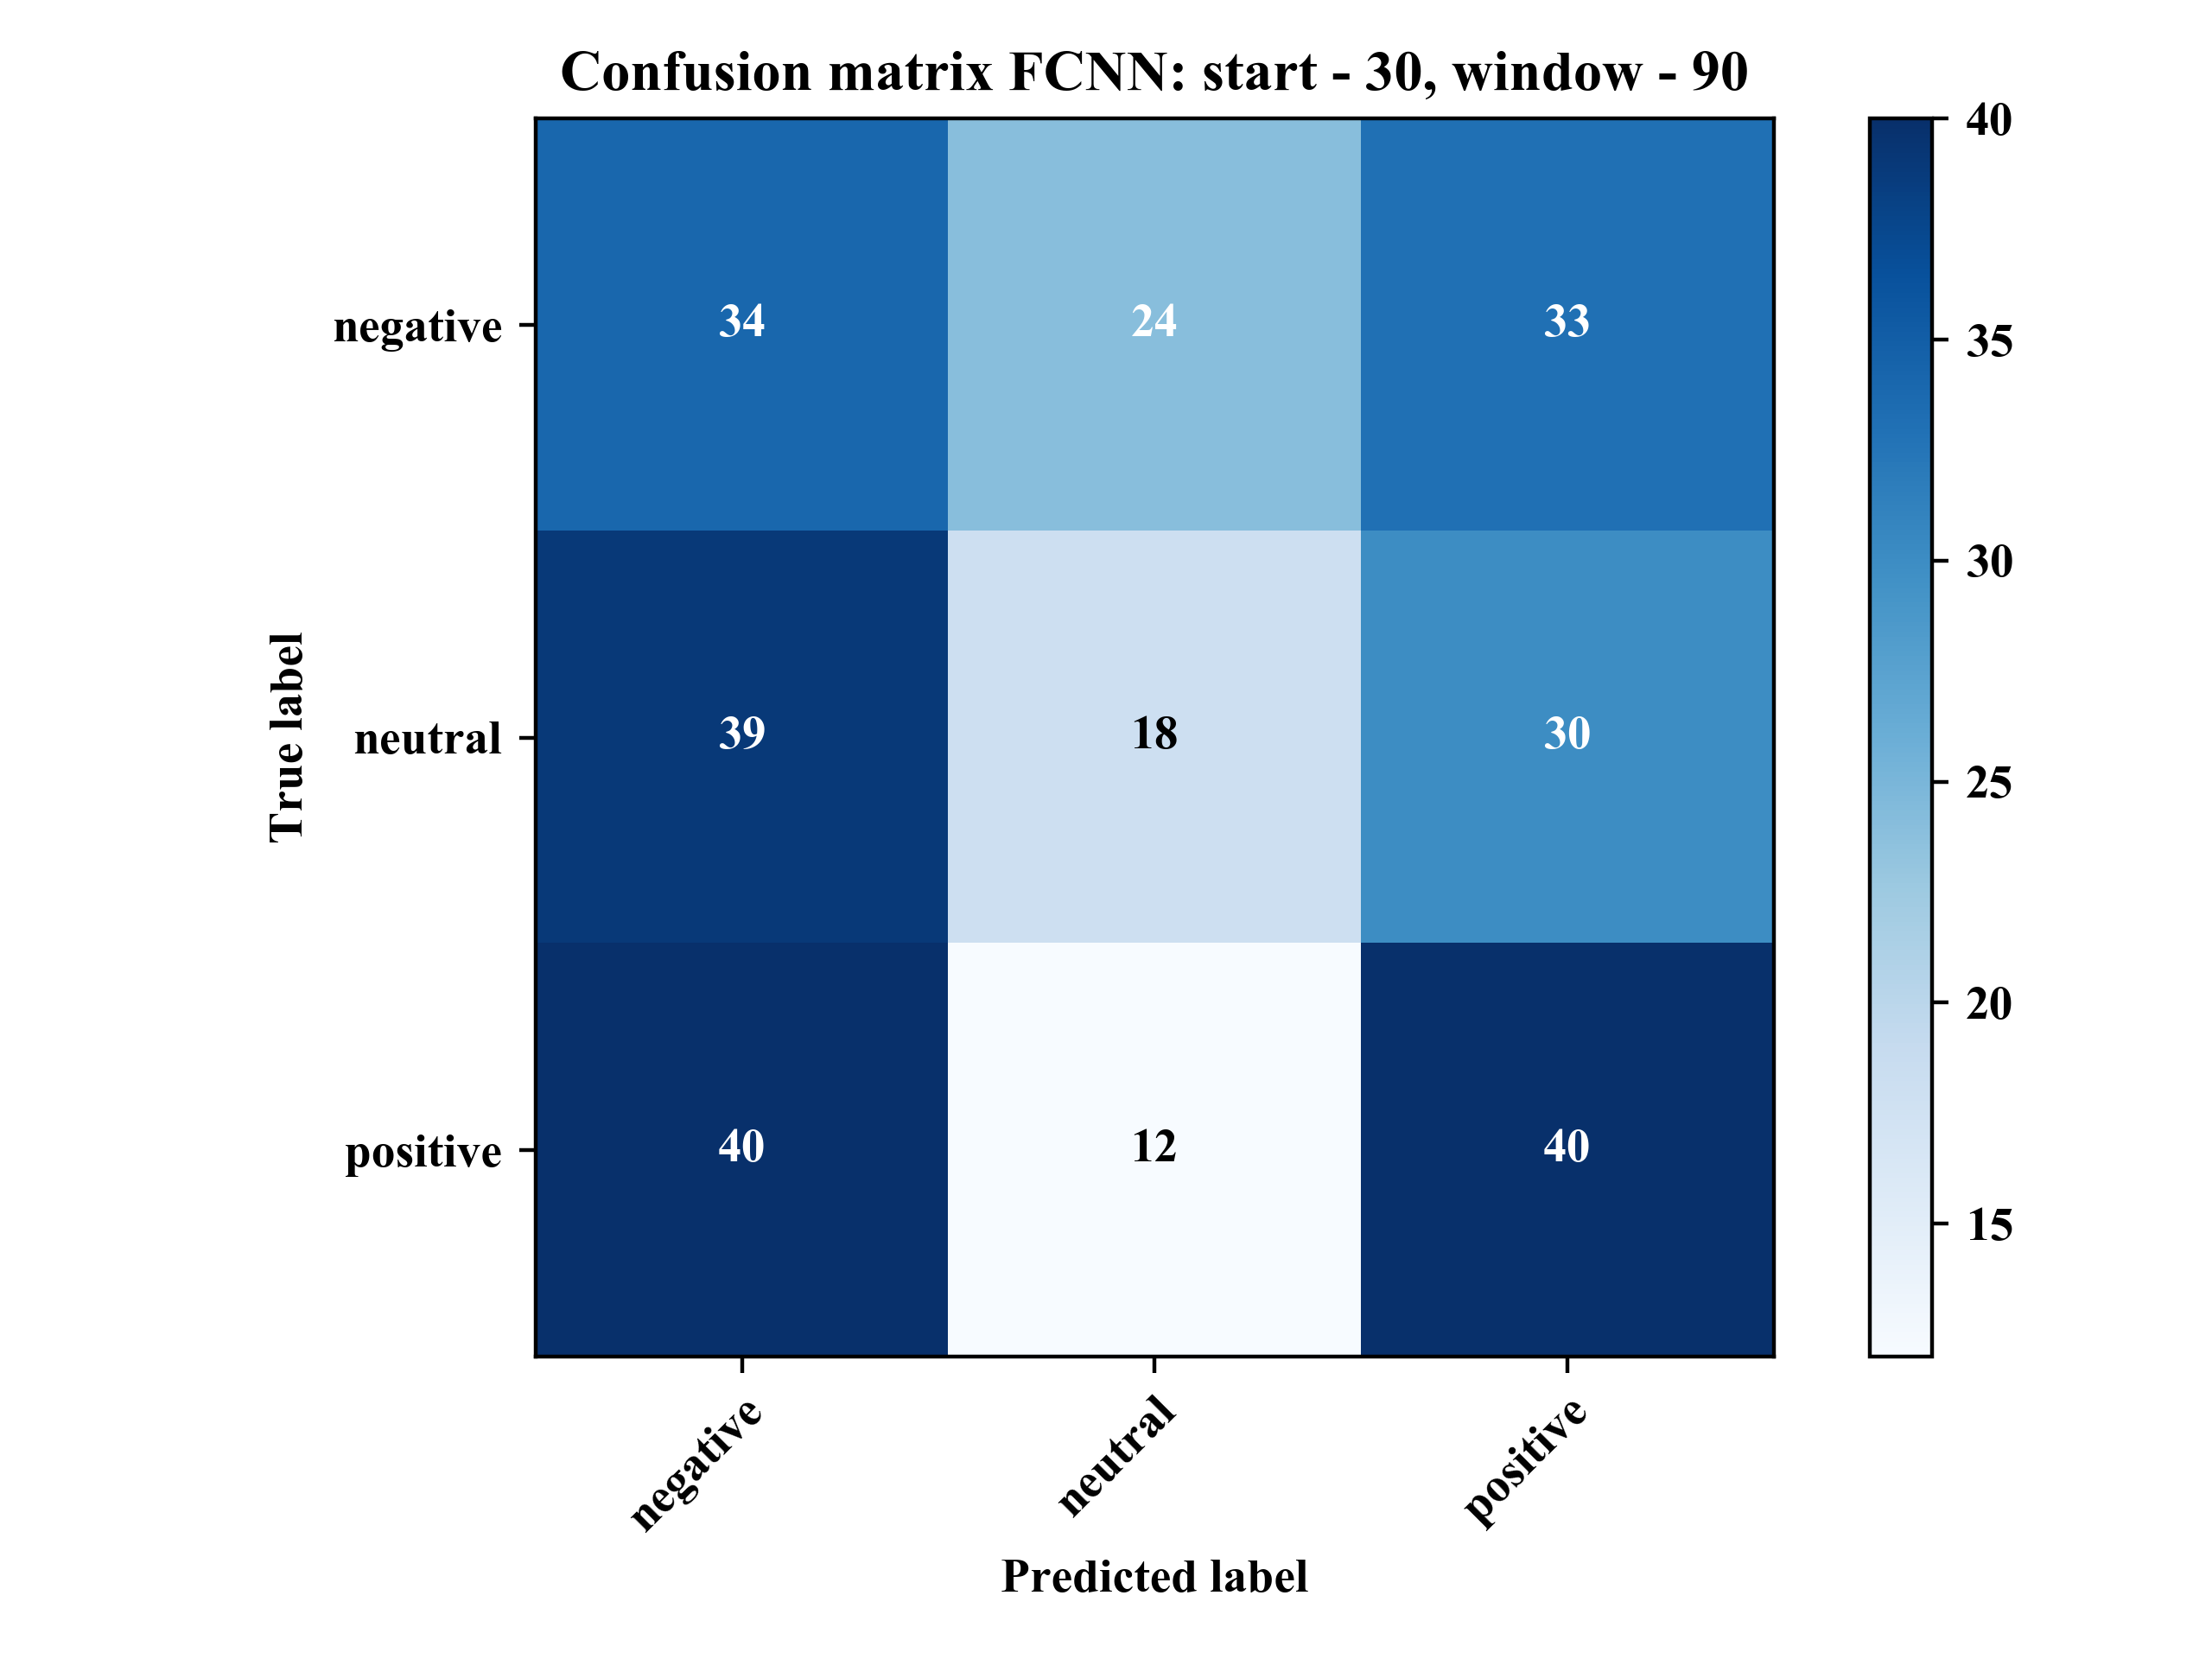 Confusion matrix FCNN: start - 30, window - 90
True label
negative
34 24 33
neutral
39 18 30
positive
40 12 40
negative
neutral
positive
Predicted label
40
35
30
25
20
15